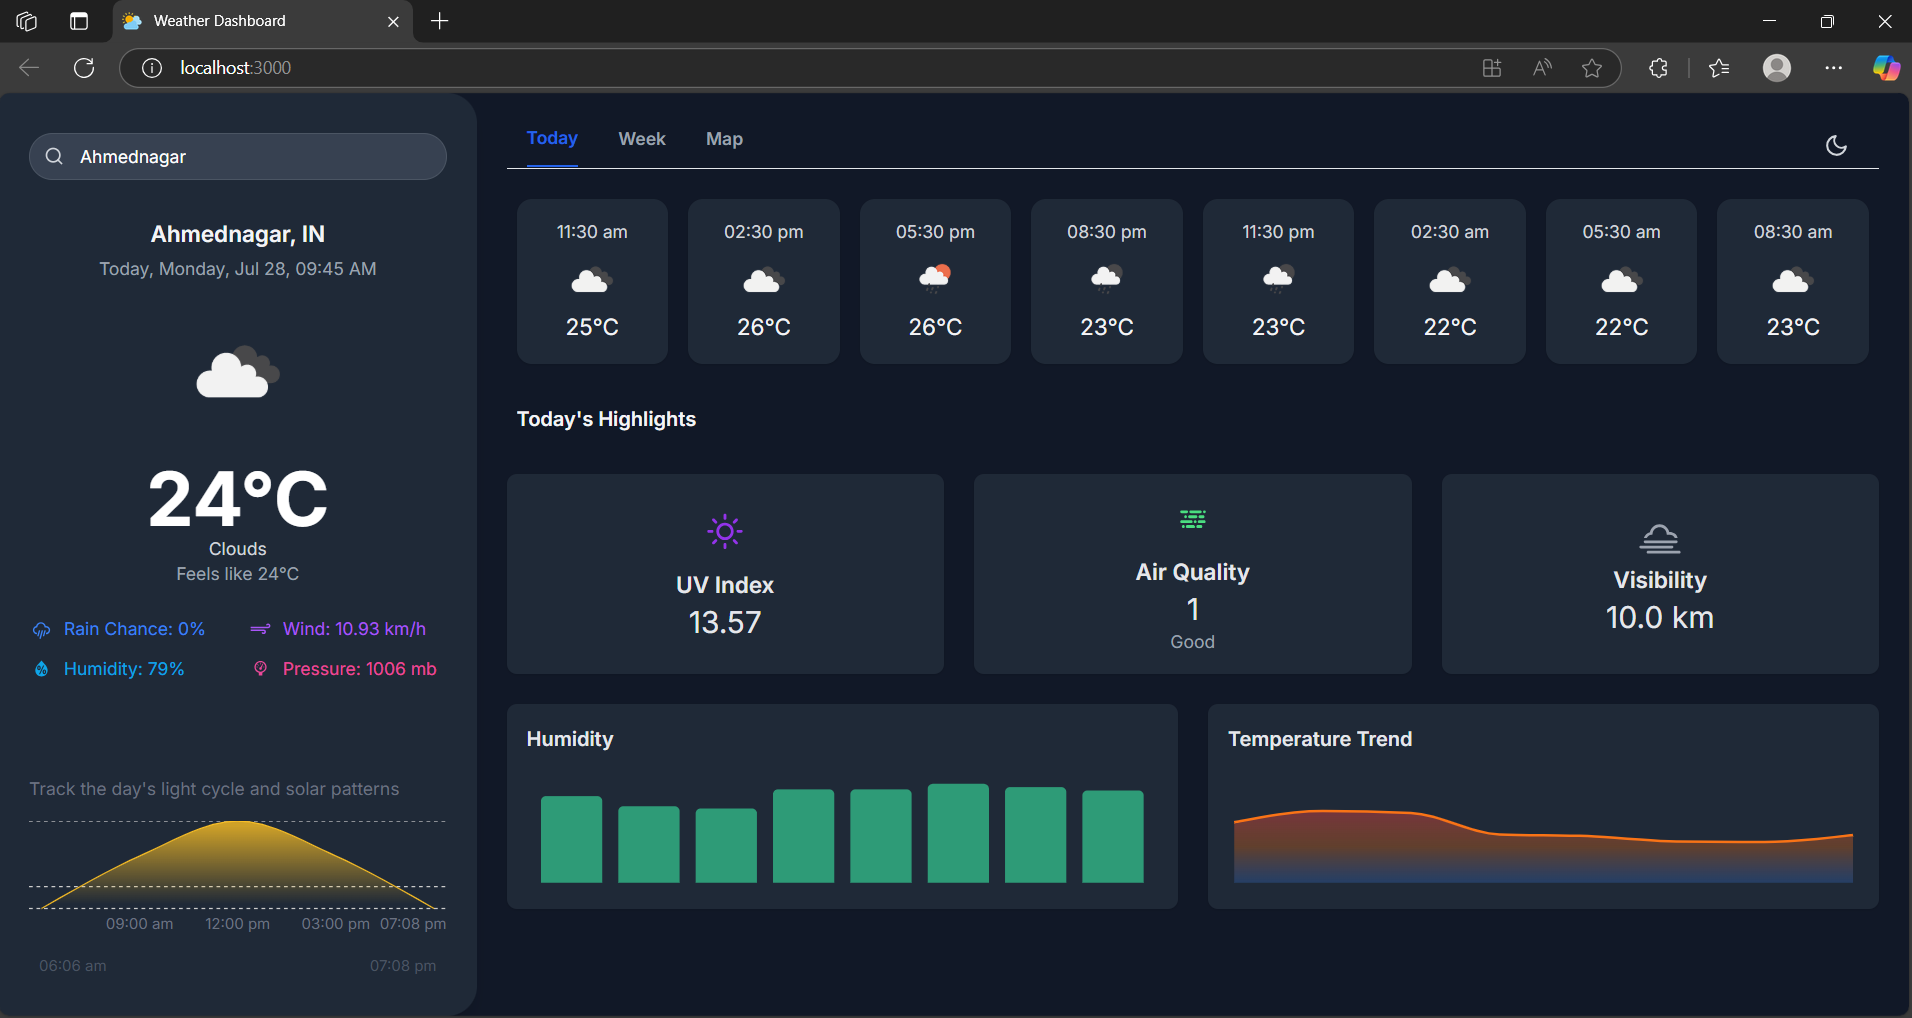 Weather Dashboard
localhost:3000
Ahmednagar
Ahmednagar, IN
Today, Monday, Jul 28, 09:45 AM
24°C
Clouds
Feels like 24°C
Rain Chance: 0% Wind: 10.93 km/h
Humidity: 79% Pressure: 1006 mb
Track the day's light cycle and solar patterns
09:00 am 12:00 pm 03:00 pm 07:08 pm
06:06 am 07:08 pm
Today Week Map
11:30 am 02:30 pm 05:30 pm 08:30 pm 11:30 pm 02:30 am 05:30 am 08:30 am
25°C 26°C 26°C 23°C 23°C 22°C 22°C 23°C
Today's Highlights
UV Index
13.57
Air Quality
1
Good
Visibility
10.0 km
Humidity
Temperature Trend